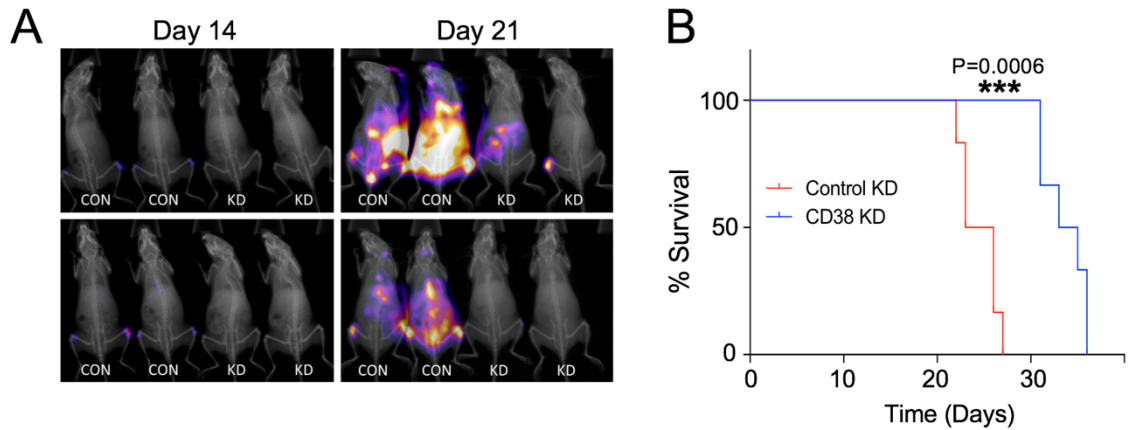 A
Day 14
Day 21
CON CON KD KD
CON CON KD KD
CON CON KD KD
CON CON KD KD
B
P=0.0006
***
% Survival
100
50
0
Control KD
CD38 KD
0 10 20 30
Time (Days)